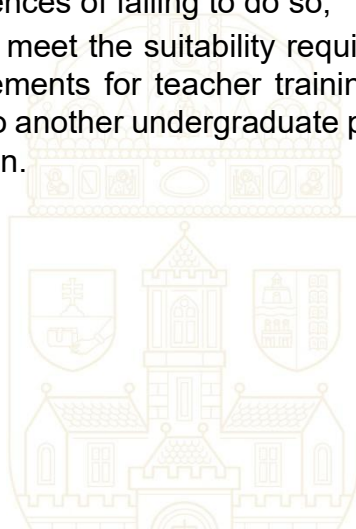 ences of failing to do so,
meet the suitability requi
ements for teacher trainin
o another undergraduate p
n.